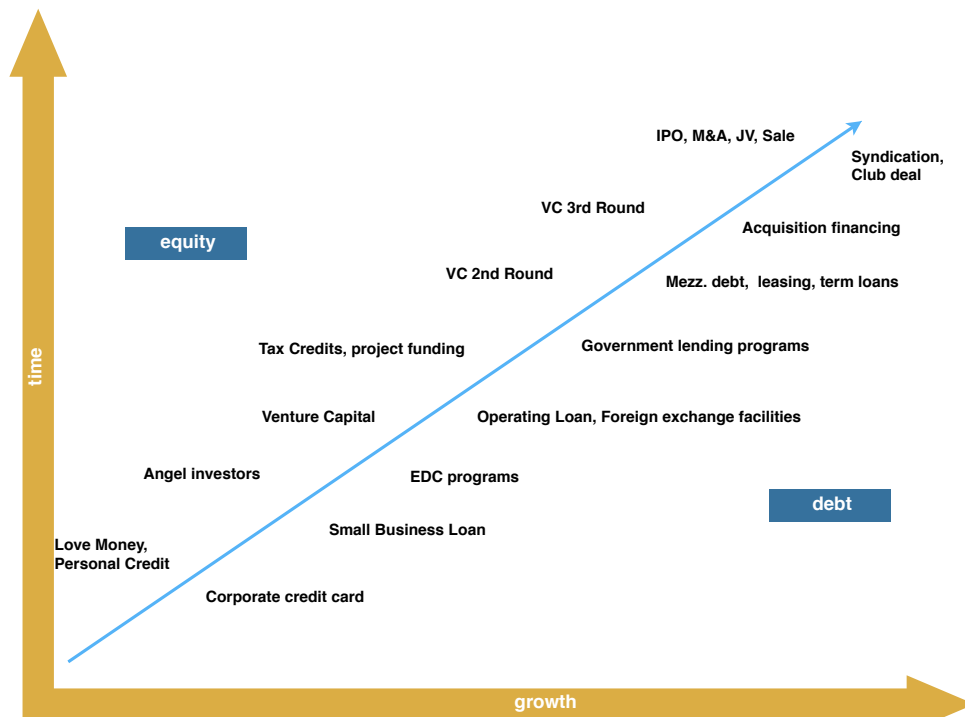 IPO, M&A, JV, Sale
Syndication,
Club deal
VC 3rd Round
Acquisition financing
equity
VC 2nd Round
Mezz. debt, leasing, term loans
Tax Credits, project funding
Government lending programs
time
Venture Capital
Operating Loan, Foreign exchange facilities
Angel investors
EDC programs
debt
Small Business Loan
Love Money,
Personal Credit
Corporate credit card
growth